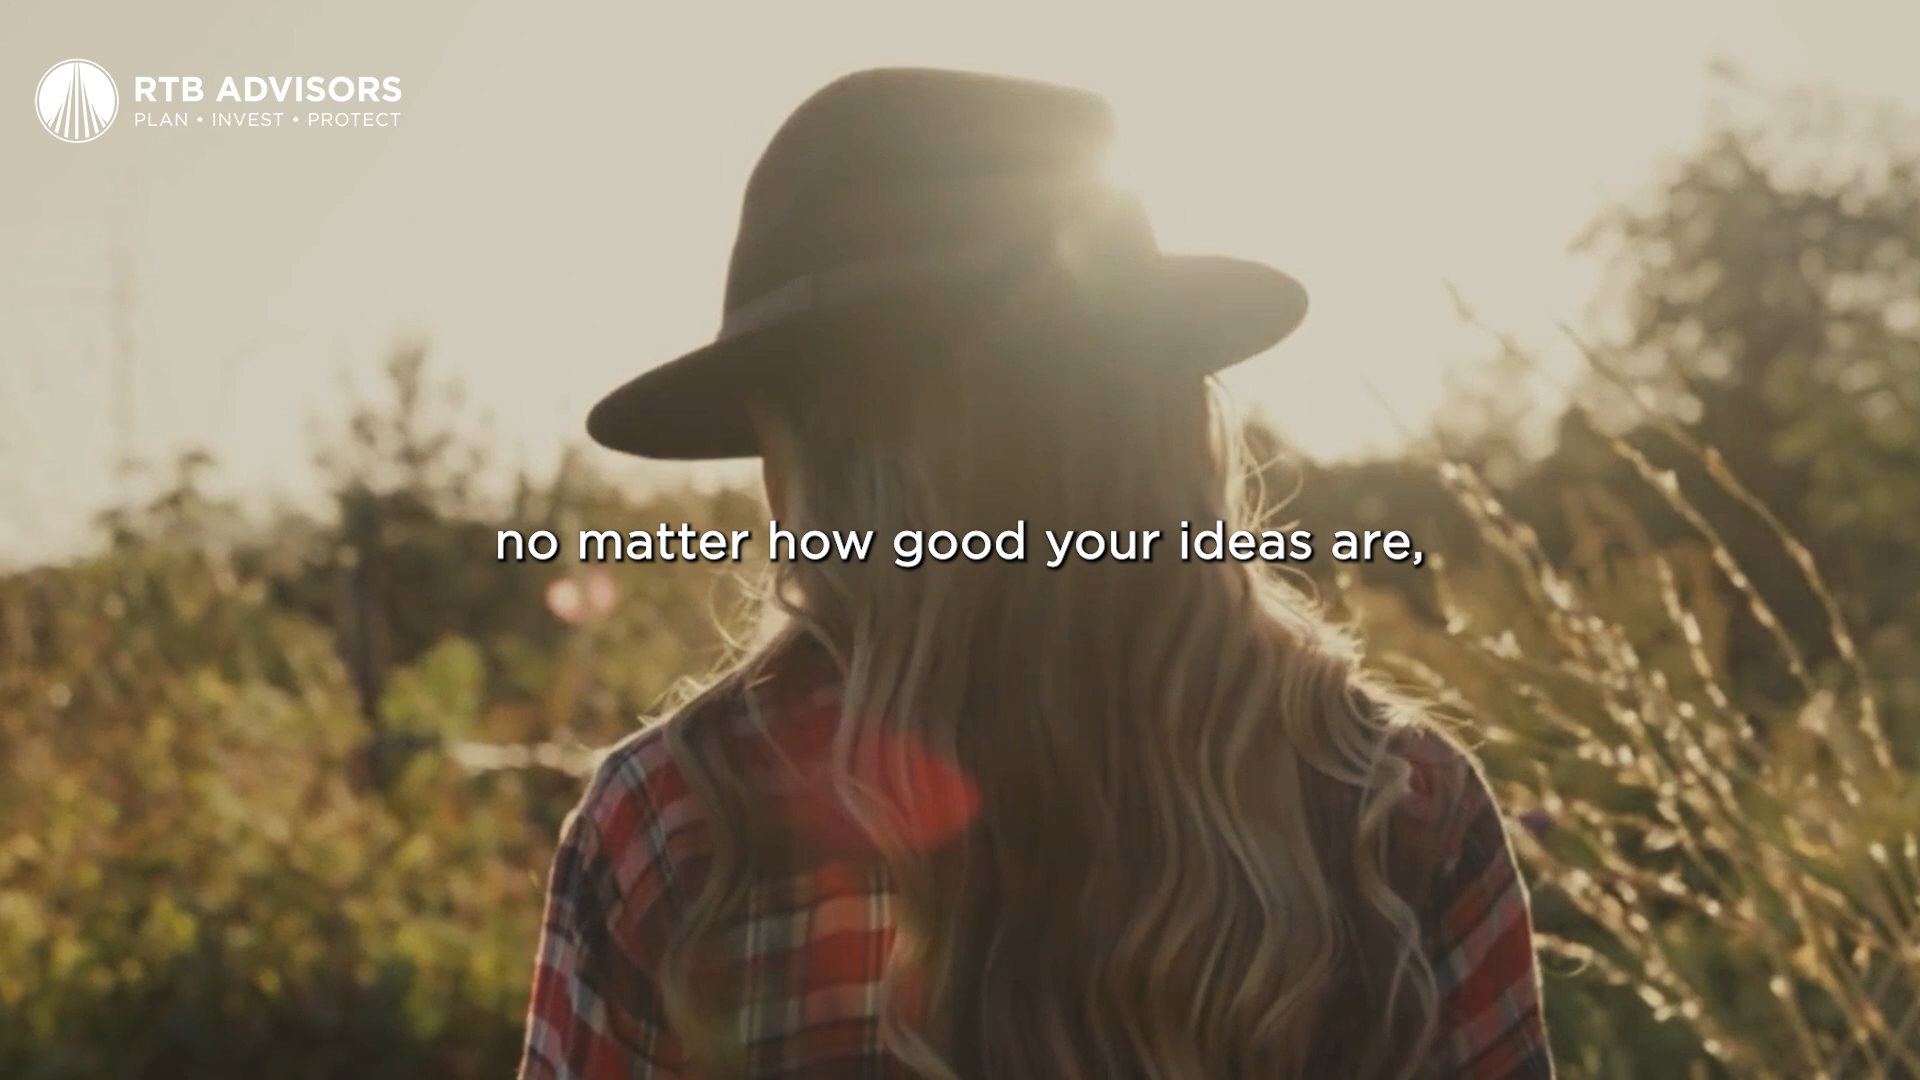 RTB ADVISORS
PLAN • INVEST • PROTECT
no matter how good your ideas are,